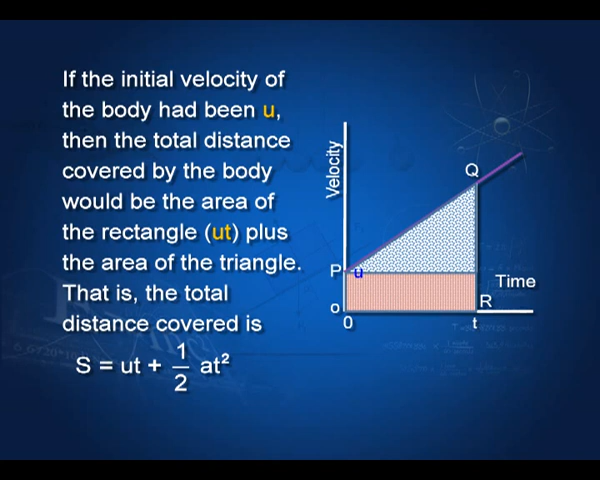 If the initial velocity of
the body had been u,
then the total distance
covered by the body
would be the area of
the rectangle (ut) plus
the area of the triangle.
That is, the total
distance covered is
S = ut + 1/2 at²
Velocity
Q
P
u
Time
o
R
0
t